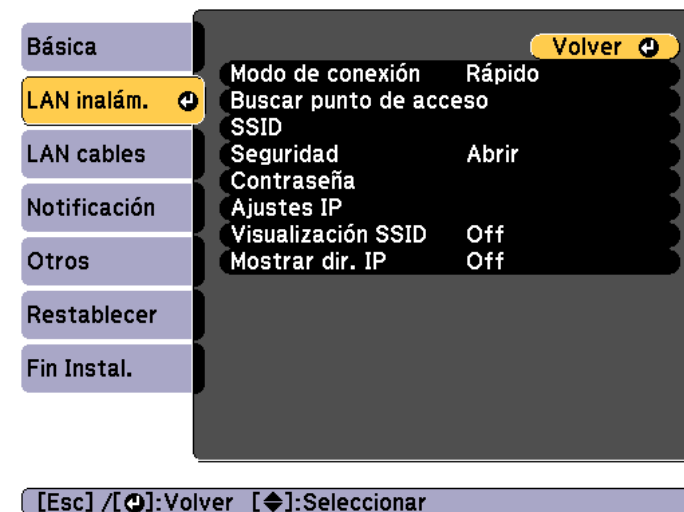 Básica
LAN inalám.
LAN cables
Notificación
Otros
Restablecer
Fin Instal.
Volver
Modo de conexión Rápido
Buscar punto de acceso
SSID
Seguridad Abrir
Contraseña
Ajustes IP
Visualización SSID Off
Mostrar dir. IP Off
[Esc] /[⏎]:Volver [◆]:Seleccionar